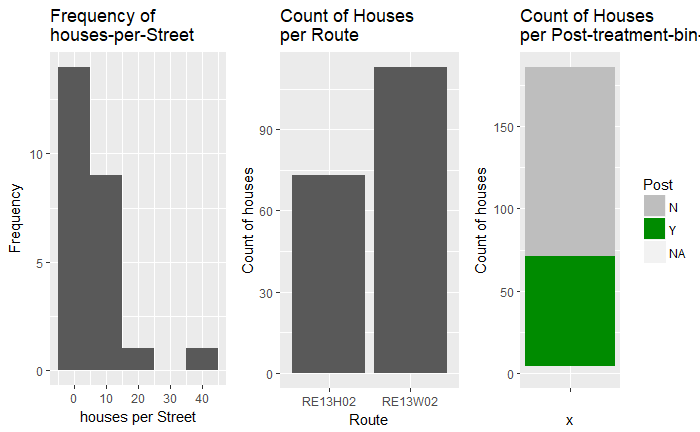 Frequency of
houses-per-Street
Frequency
10
5
0
0
10
20
30
40
houses per Street
Count of Houses
per Route
Count of houses
90
60
30
0
RE13H02
RE13W02
Route
Count of Houses
per Post-treatment-bin-
Count of houses
150
100
50
0
x
Post
N
Y
NA